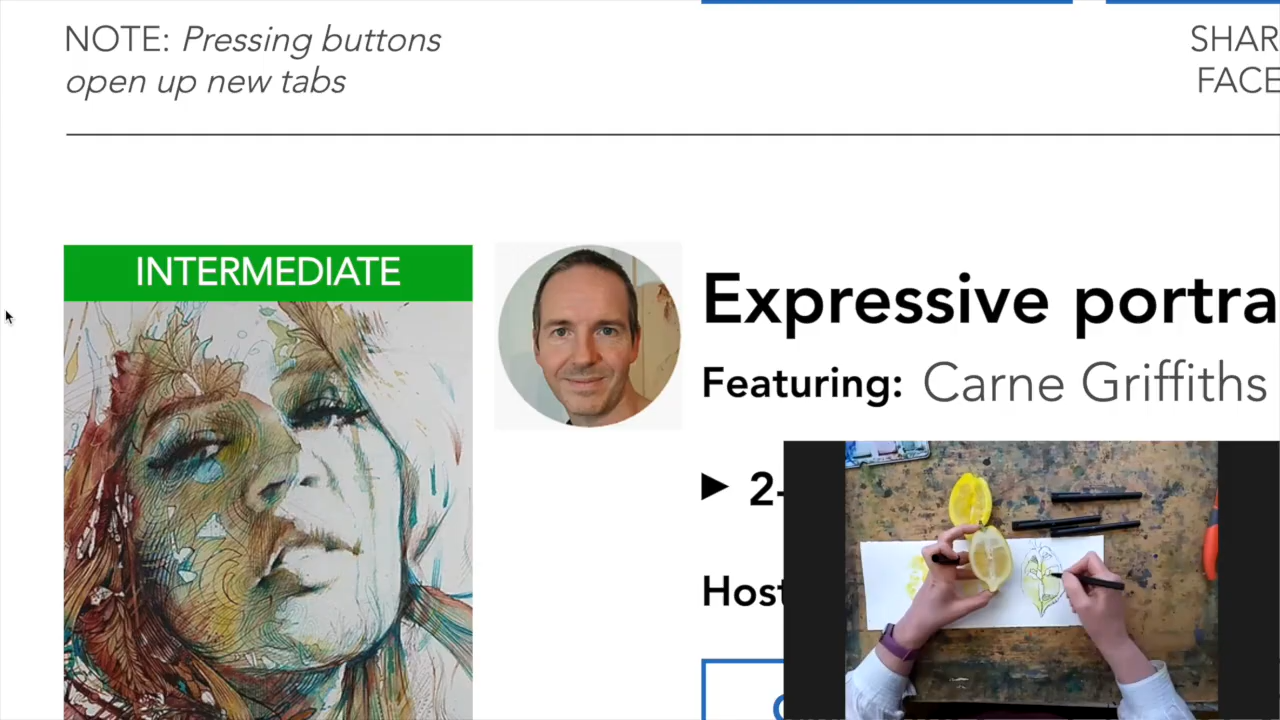 NOTE: Pressing buttons
open up new tabs
SHAR
FACE
INTERMEDIATE
Expressive portra
Featuring: Carne Griffiths
▶ 2-
Host